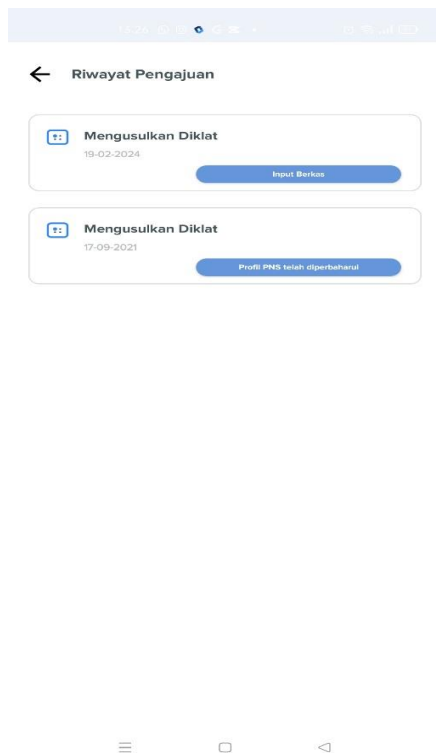 Riwayat Pengajuan
Mengusulkan Diklat
19-02-2024
Input Berkas
Mengusulkan Diklat
17-09-2021
Profil PNS telah diperbaharui